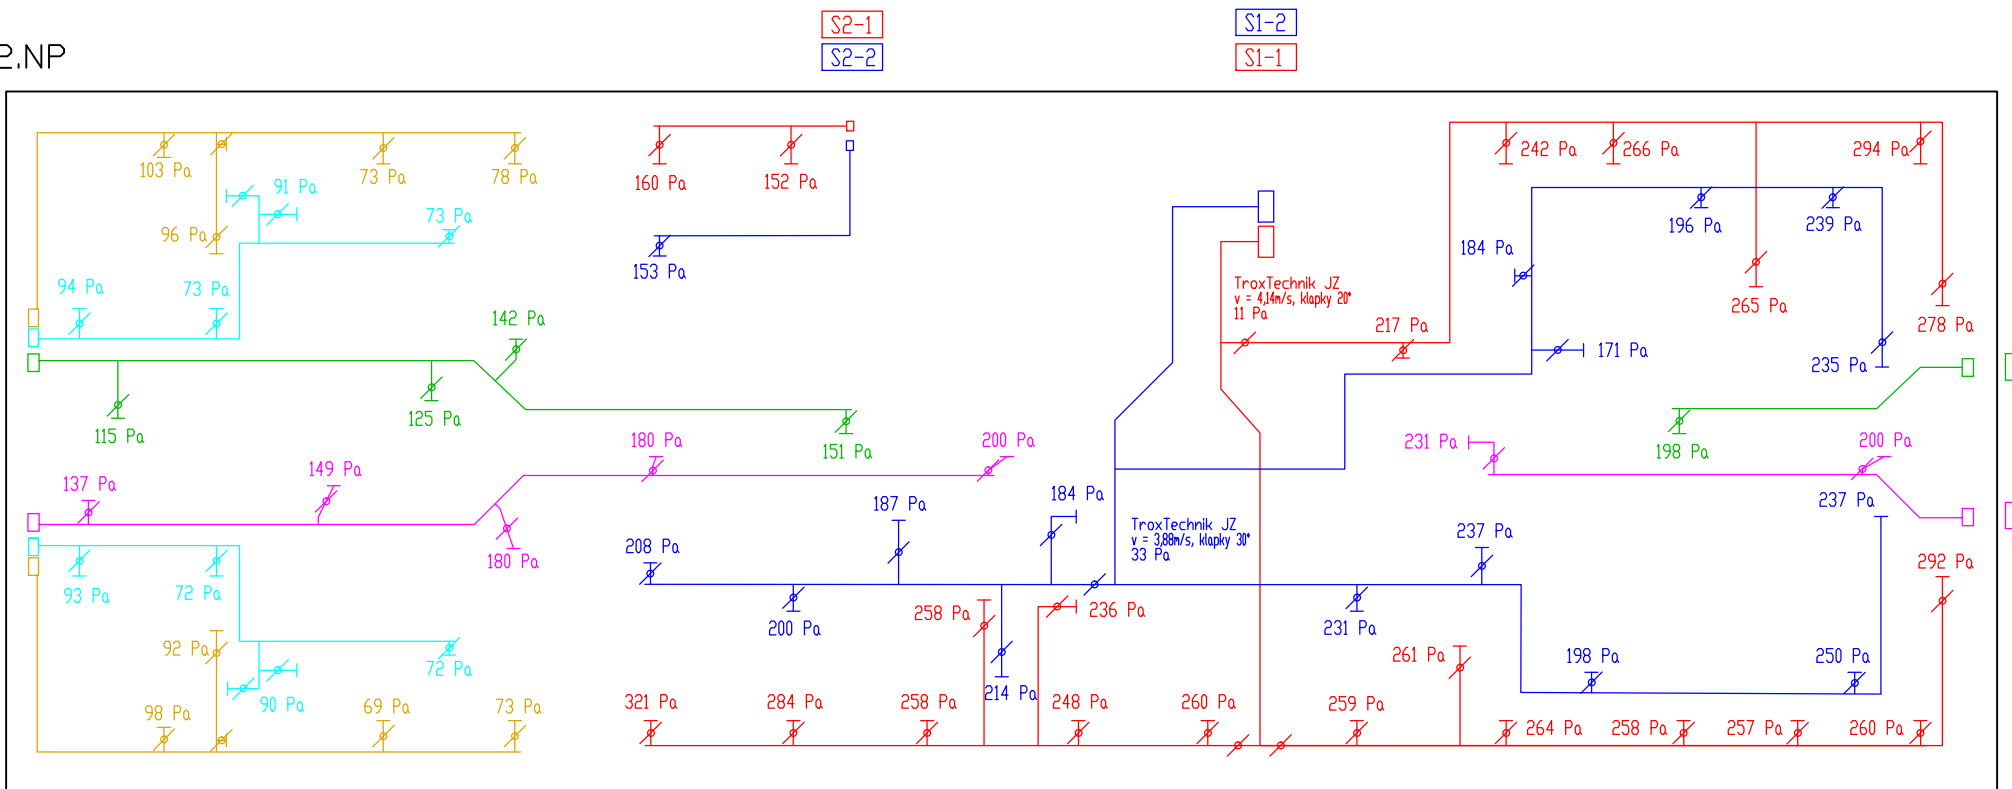 S2-1
S1-2
2.NP
S2-2
S1-1
103 Pa
73 Pa
78 Pa
160 Pa
152 Pa
242 Pa
266 Pa
294 Pa
91 Pa
73 Pa
96 Pa
196 Pa
239 Pa
184 Pa
153 Pa
94 Pa
73 Pa
TroxTechnik JZ
v = 4,14m/s, klapky 20°
11 Pa
265 Pa
142 Pa
217 Pa
278 Pa
171 Pa
235 Pa
115 Pa
125 Pa
151 Pa
180 Pa
200 Pa
231 Pa
198 Pa
200 Pa
137 Pa
149 Pa
187 Pa
184 Pa
237 Pa
TroxTechnik JZ
v = 3,88m/s, klapky 30°
33 Pa
208 Pa
237 Pa
180 Pa
292 Pa
93 Pa
72 Pa
258 Pa
236 Pa
200 Pa
231 Pa
92 Pa
72 Pa
261 Pa
198 Pa
250 Pa
214 Pa
90 Pa
98 Pa
69 Pa
73 Pa
321 Pa
284 Pa
258 Pa
248 Pa
260 Pa
259 Pa
264 Pa
258 Pa
257 Pa
260 Pa